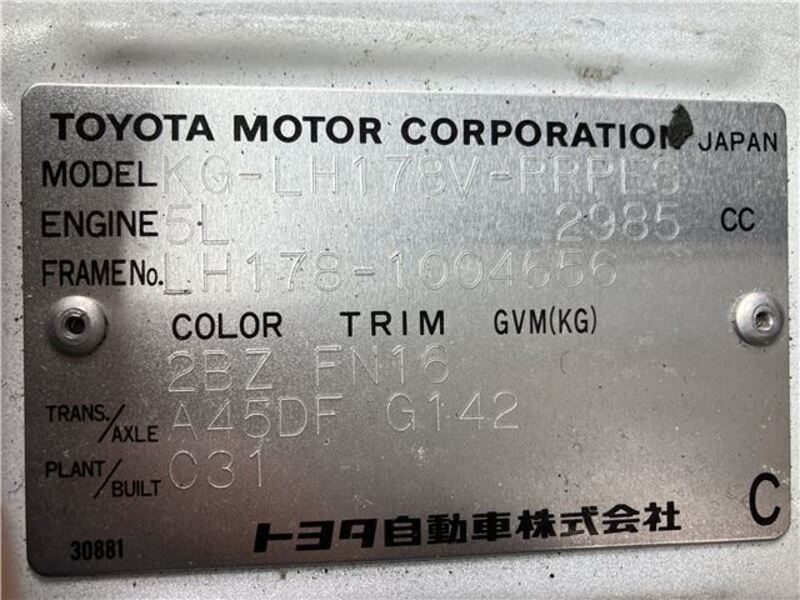 TOYOTA MOTOR CORPORATION JAPAN
MODEL KG-LH178V-RRPES
ENGINE 5L 2985 CC
FRAME No. LH178-1004656
COLOR TRIM GVM(KG)
2BZ FN16
TRANS./AXLE A45DF G142
PLANT/BUILT C31
C
トヨタ自動車株式会社
30881